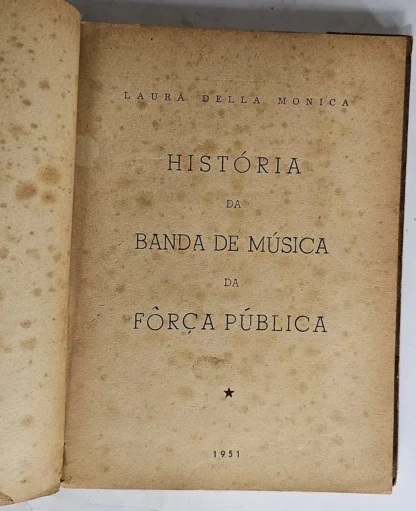 LAURA DELLA MONICA
HISTÓRIA
DA
BANDA DE MÚSICA
DA
FÔRÇA PÚBLICA
1951